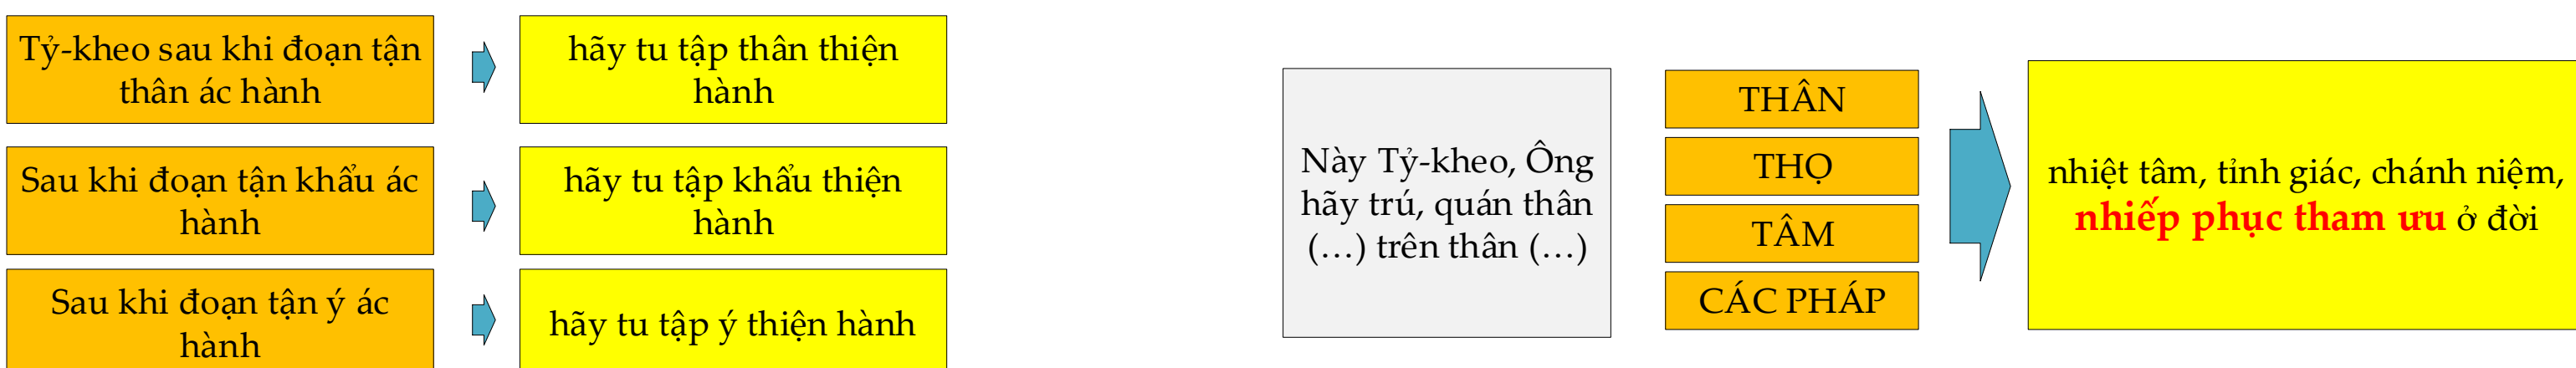 Tỷ-kheo sau khi đoạn tận
thân ác hành
hãy tu tập thân thiện
hành
Sau khi đoạn tận khẩu ác
hành
hãy tu tập khẩu thiện
hành
Sau khi đoạn tận ý ác
hành
hãy tu tập ý thiện hành
Này Tỷ-kheo, Ông
hãy trú, quán thân
(…) trên thân (…)
THÂN
THỌ
TÂM
CÁC PHÁP
nhiệt tâm, tỉnh giác, chánh niệm,
nhiếp phục tham ưu ở đời